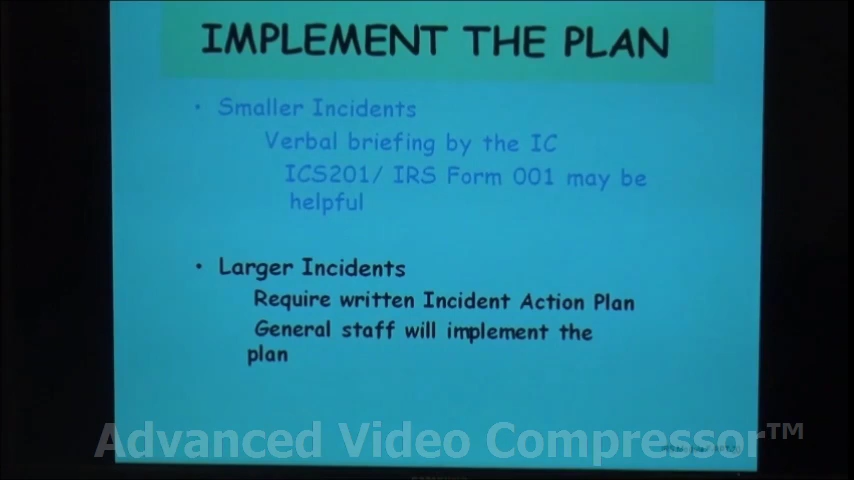 IMPLEMENT THE PLAN
• Smaller Incidents
Verbal briefing by the IC
ICS201/ IRS Form 001 may be
helpful
• Larger Incidents
Require written Incident Action Plan
General staff will implement the
plan
Advanced Video Compressor™